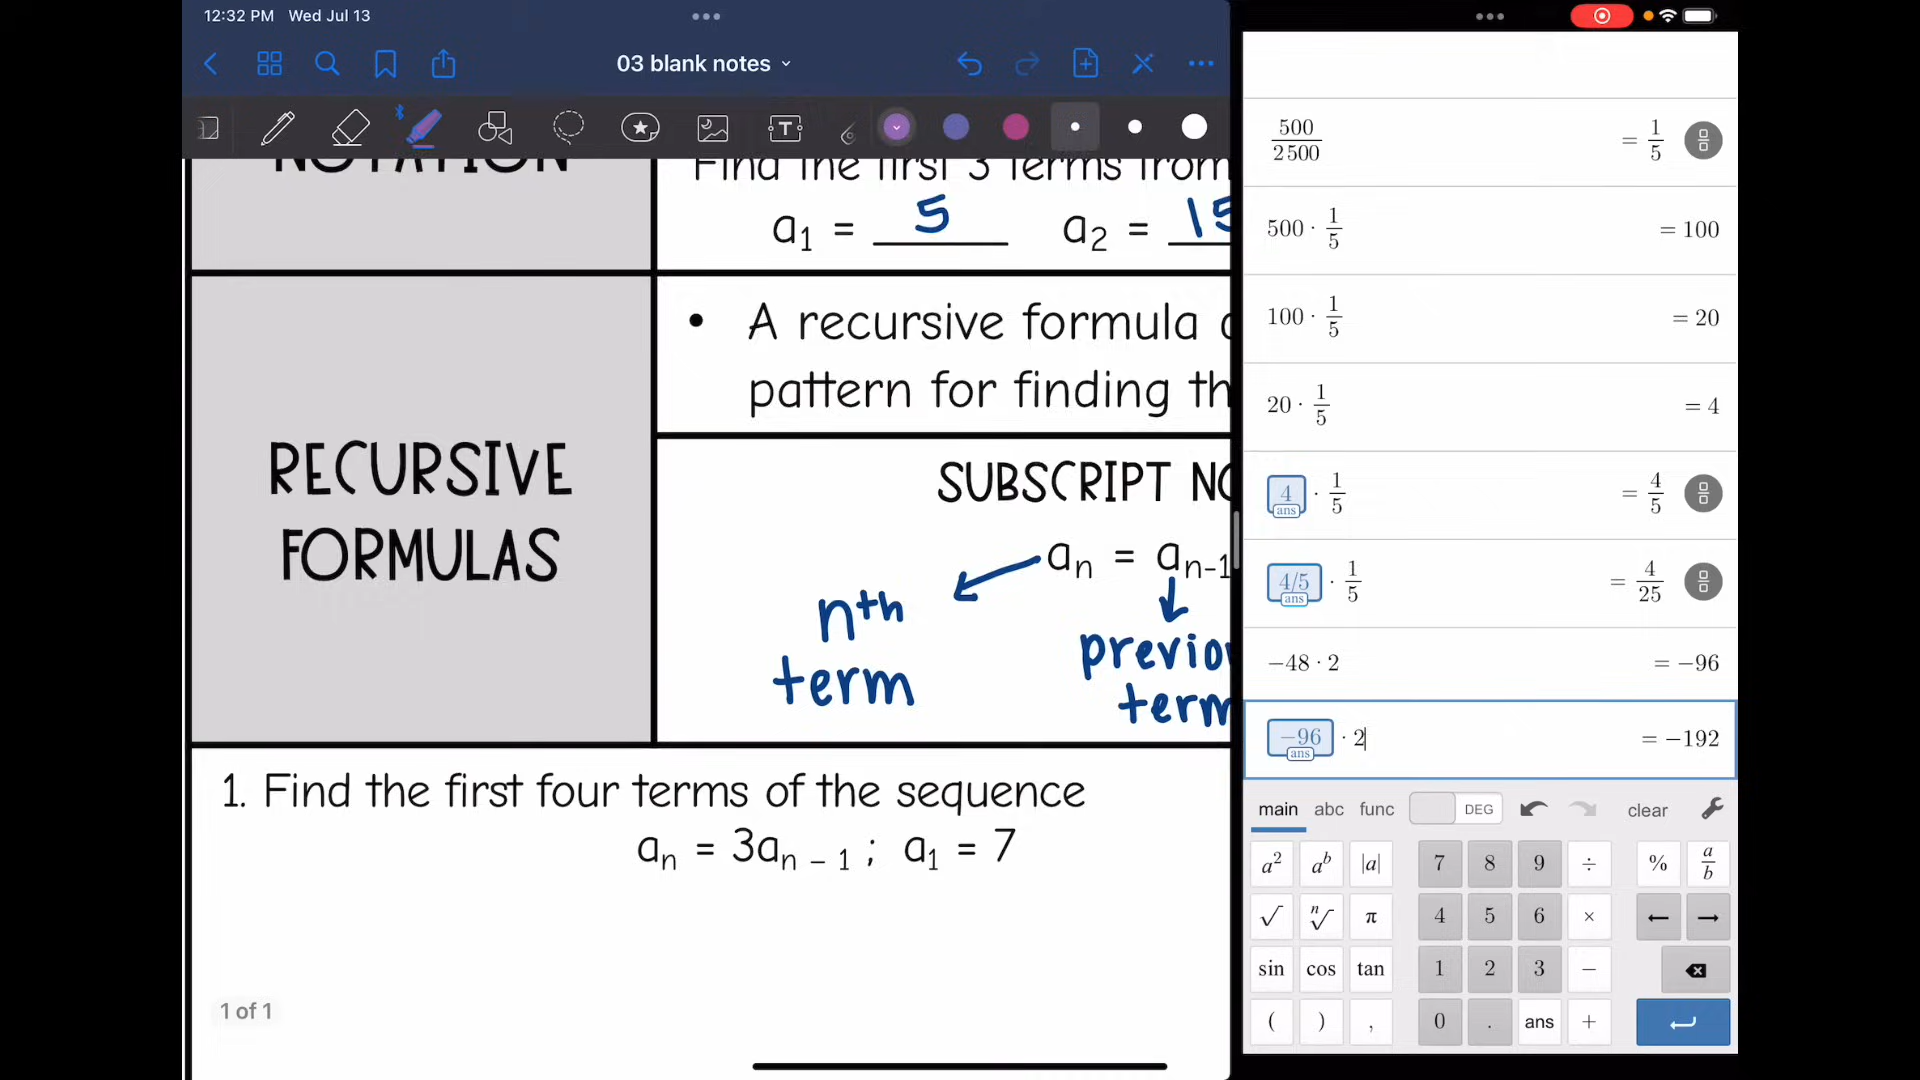 12:32 PM Wed Jul 13
03 blank notes
NOTATION
Find the first 3 terms from
a₁ = 5 a₂ = 15
RECURSIVE
FORMULAS
• A recursive formula
pattern for finding th
SUBSCRIPT NO
aₙ = aₙ₋₁
nᵗʰ
term
previou
term
1. Find the first four terms of the sequence
aₙ = 3aₙ₋₁ ; a₁ = 7
1 of 1
500/2500 = 1/5
500 · 1/5 = 100
100 · 1/5 = 20
20 · 1/5 = 4
4 ans · 1/5 = 4/5
4/5 ans · 1/5 = 4/25
−48 · 2 = −96
−96 ans · 2 = −192
main abc func DEG clear
a² aᵇ |a| 7 8 9 ÷ % a/b
√ ⁿ√ π 4 5 6 × ← →
sin cos tan 1 2 3 −
( ) , 0 . ans +